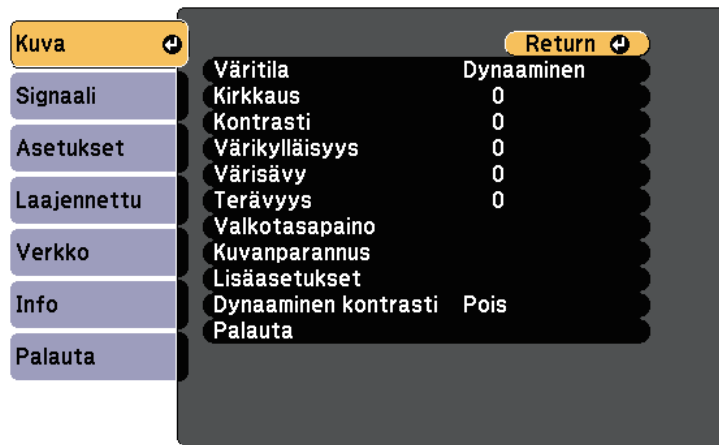 Kuva
Signaali
Asetukset
Laajennettu
Verkko
Info
Palauta
Return
Väritila Dynaaminen
Kirkkaus 0
Kontrasti 0
Värikylläisyys 0
Värisävy 0
Terävyys 0
Valkotasapaino
Kuvanparannus
Lisäasetukset
Dynaaminen kontrasti Pois
Palauta